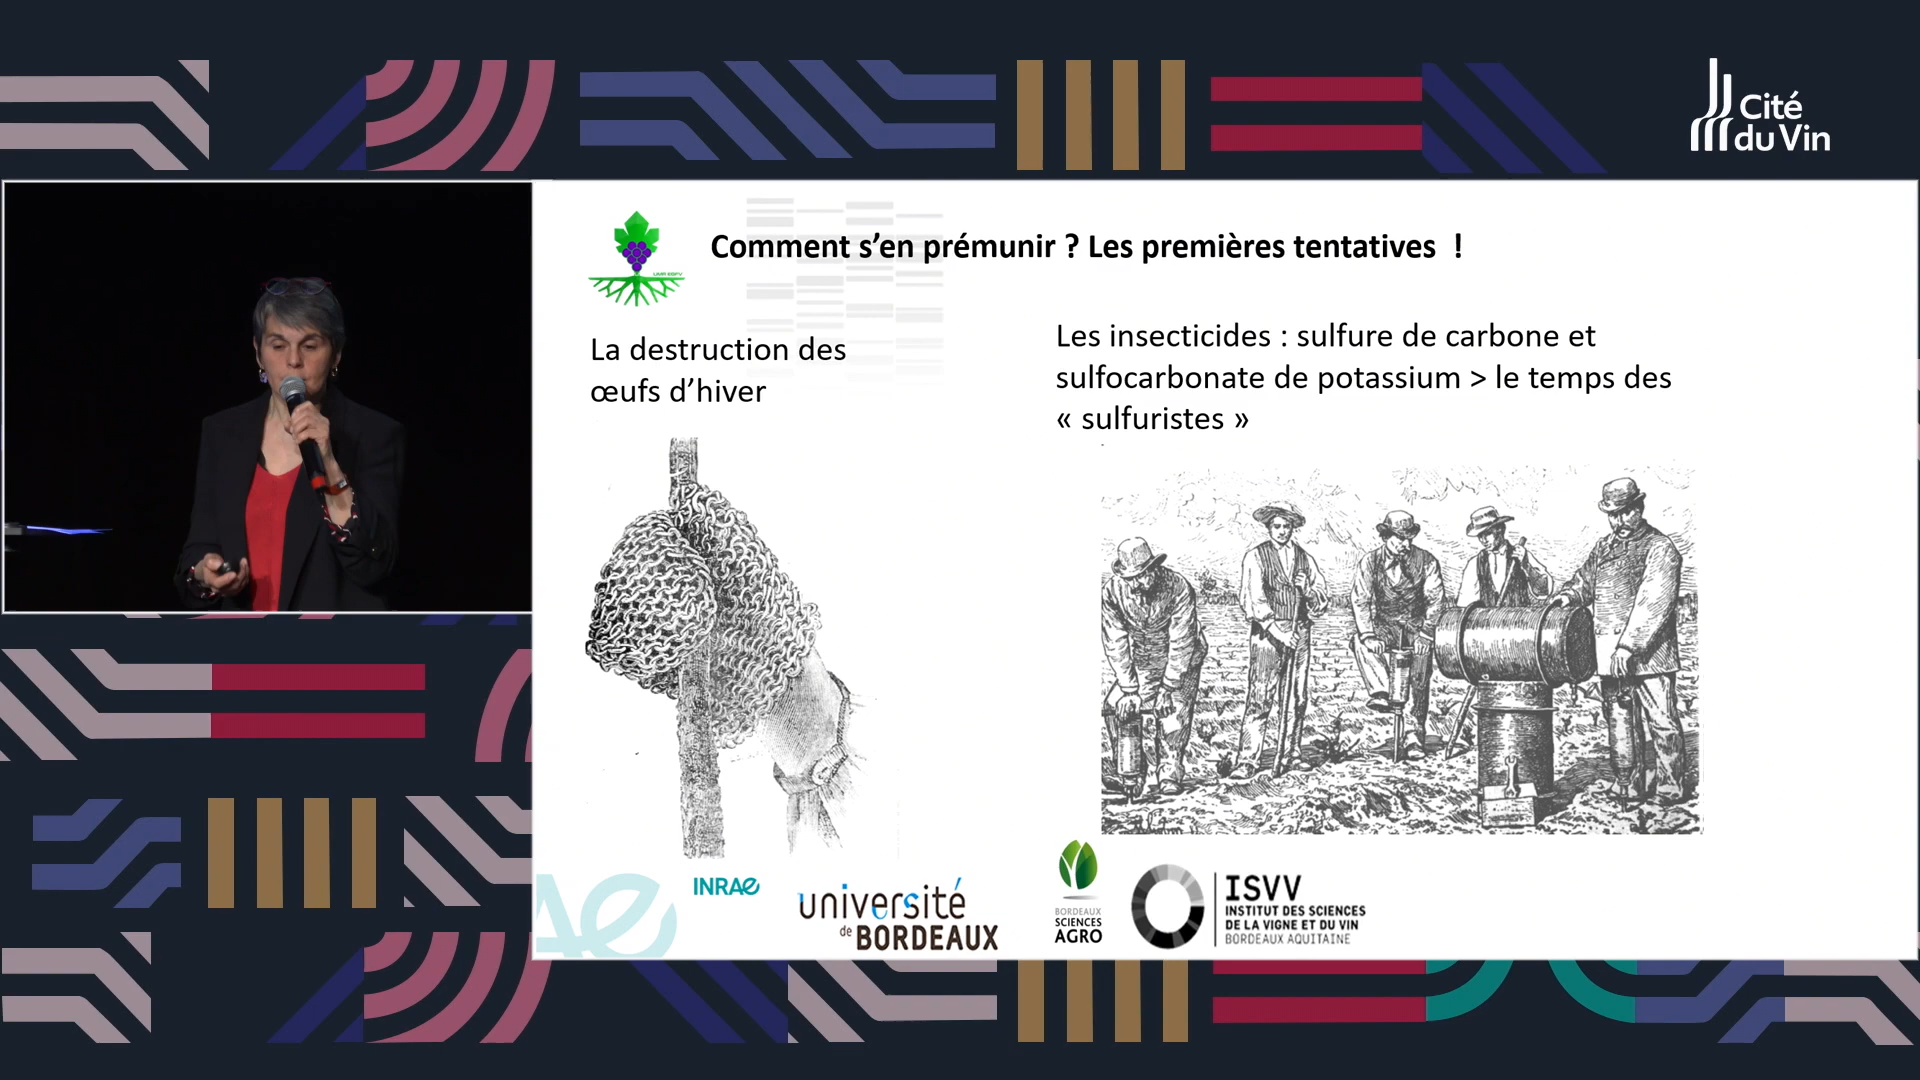 Cité
du Vin
Comment s’en prémunir ? Les premières tentatives !
La destruction des
œufs d’hiver
Les insecticides : sulfure de carbone et
sulfocarbonate de potassium > le temps des
« sulfuristes »
INRAE
université
de BORDEAUX
BORDEAUX
SCIENCES
AGRO
ISVV
INSTITUT DES SCIENCES
DE LA VIGNE ET DU VIN
BORDEAUX AQUITAINE